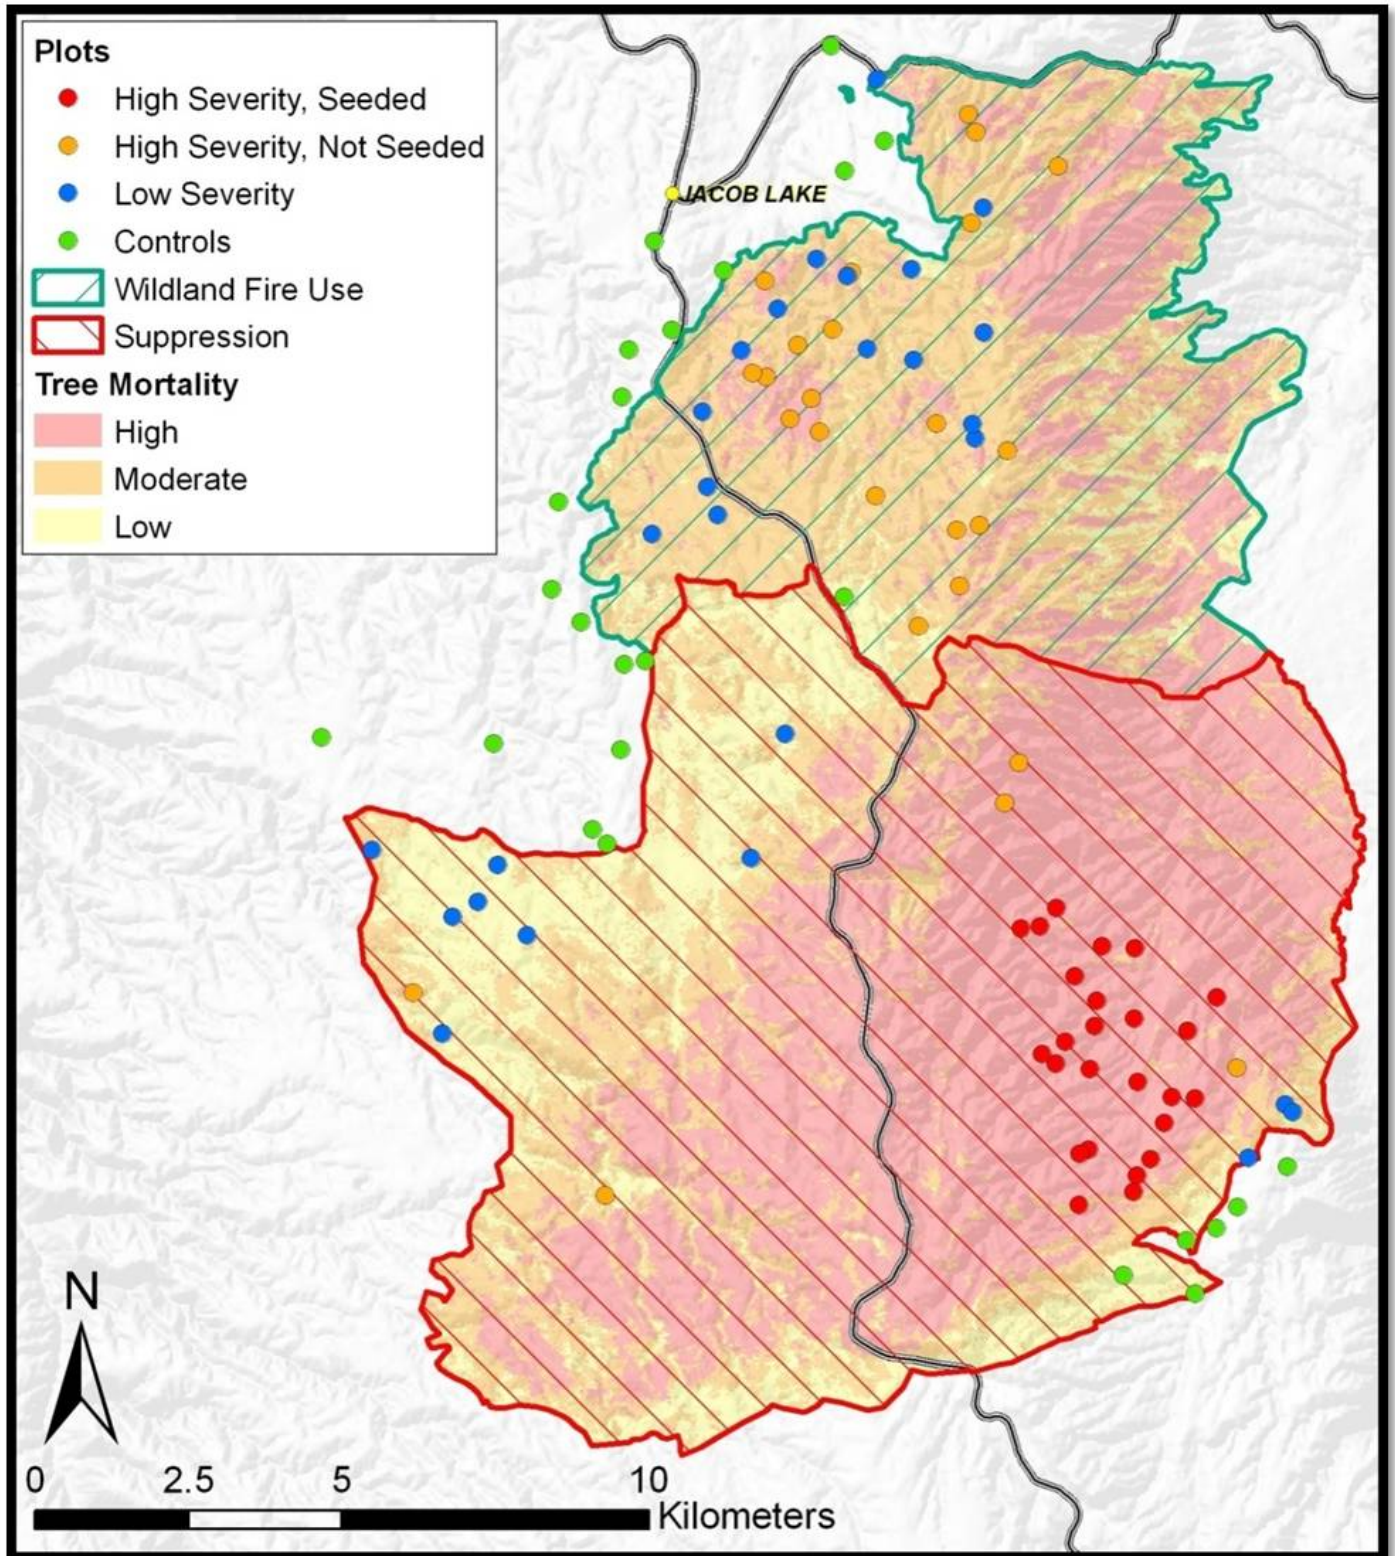 Plots
High Severity, Seeded
High Severity, Not Seeded
Low Severity
Controls
Wildland Fire Use
Suppression
Tree Mortality
High
Moderate
Low
JACOB LAKE
N
0 2.5 5 10
Kilometers